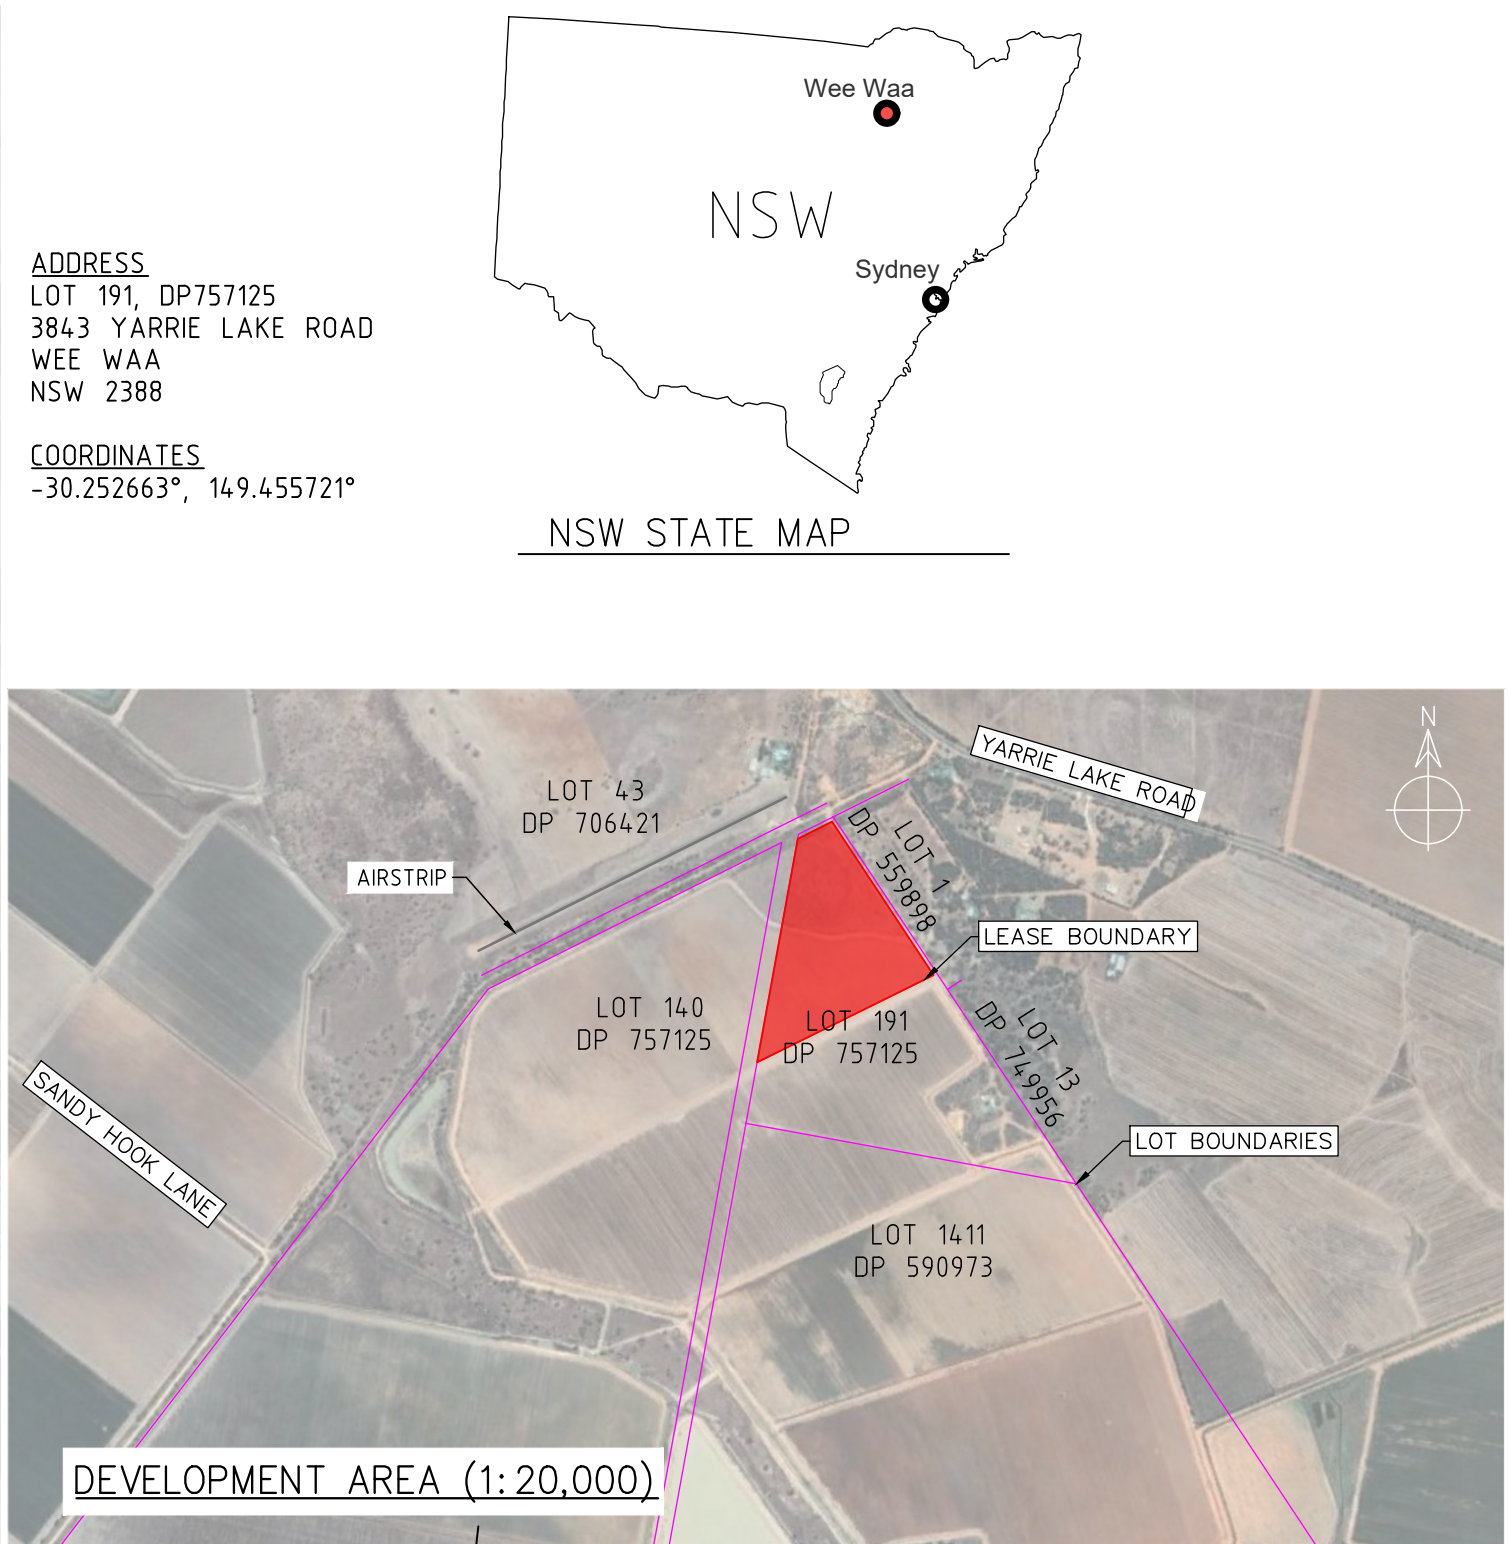 Wee Waa
NSW
Sydney
ADDRESS
LOT 191, DP757125
3843 YARRIE LAKE ROAD
WEE WAA
NSW 2388
COORDINATES
-30.252663°, 149.455721°
NSW STATE MAP
N
YARRIE LAKE ROAD
LOT 43
DP 706421
AIRSTRIP
LOT 1
DP 559898
LEASE BOUNDARY
LOT 140
DP 757125
LOT 191
DP 757125
LOT 13
DP 749956
SANDY HOOK LANE
LOT BOUNDARIES
LOT 1411
DP 590973
DEVELOPMENT AREA (1:20,000)